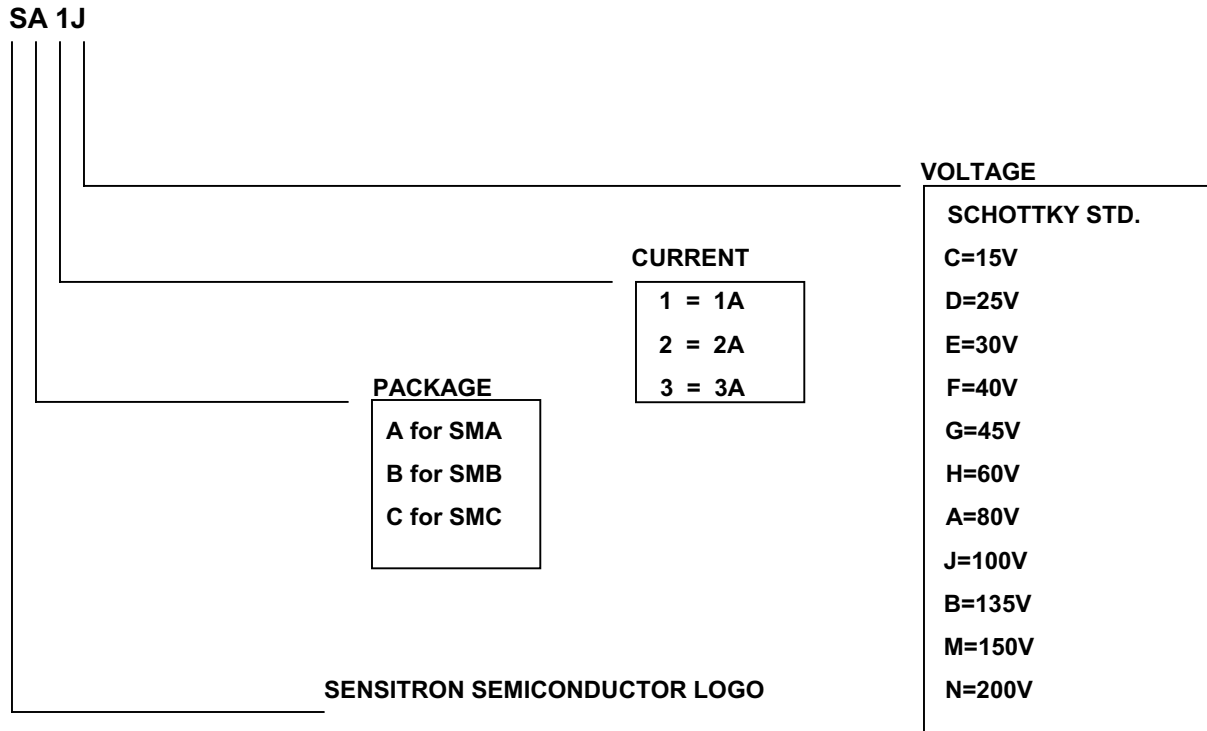 SA 1J
VOLTAGE
SCHOTTKY STD.
C=15V
D=25V
E=30V
F=40V
G=45V
H=60V
A=80V
J=100V
B=135V
M=150V
N=200V
CURRENT
1 = 1A
2 = 2A
3 = 3A
PACKAGE
A for SMA
B for SMB
C for SMC
SENSITRON SEMICONDUCTOR LOGO